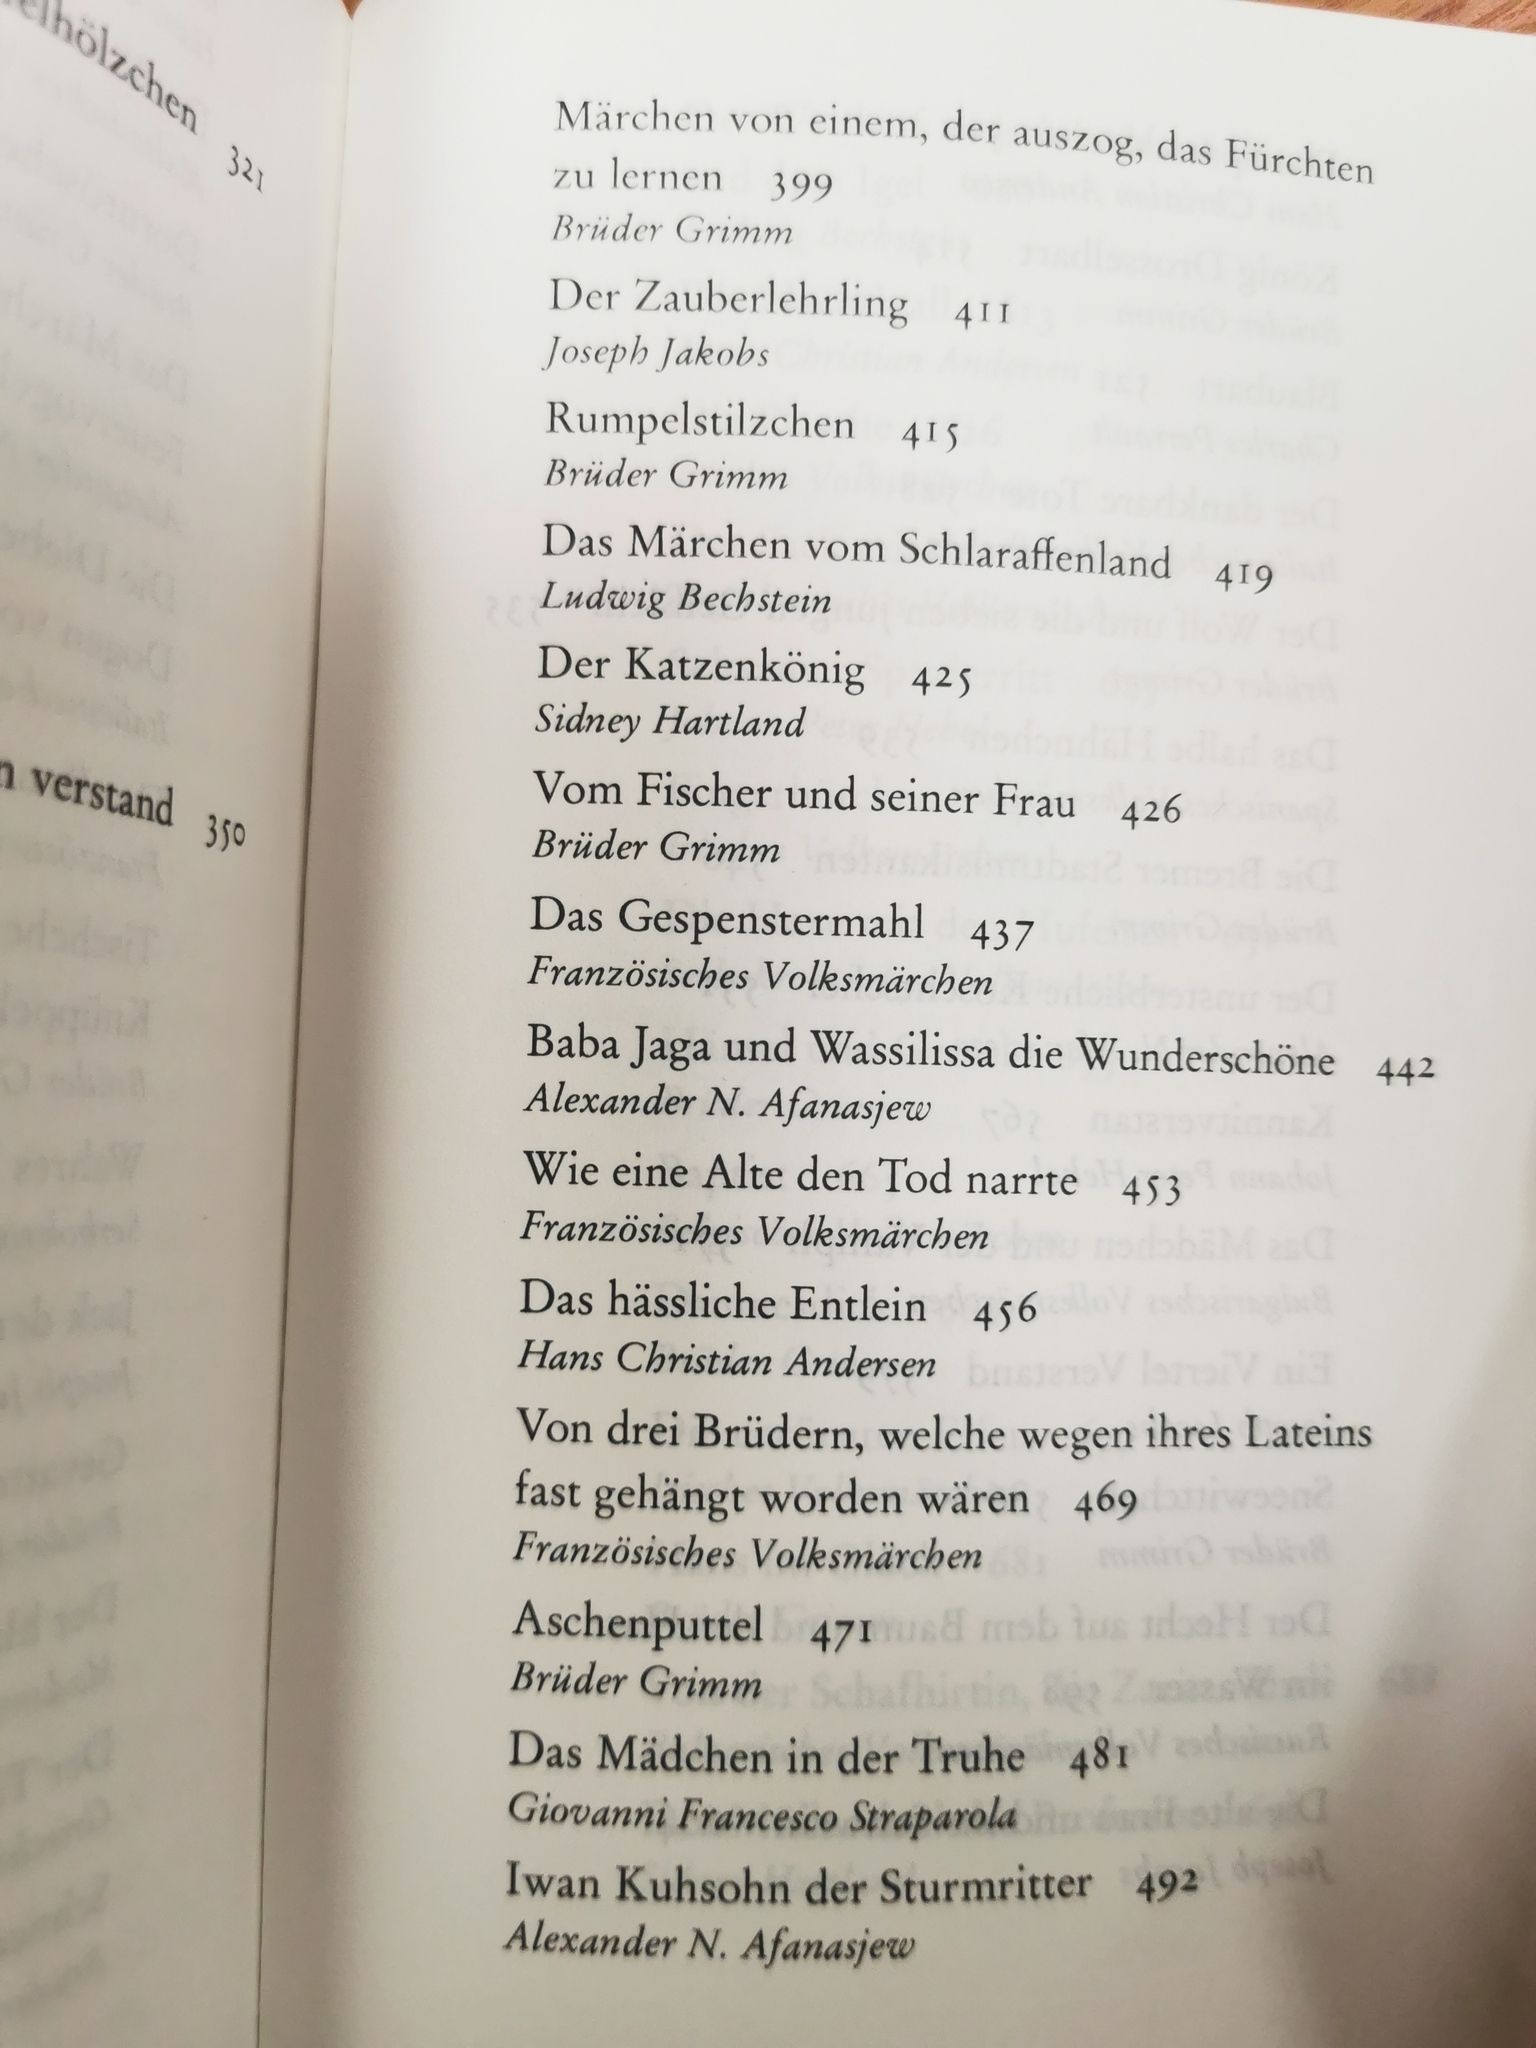 elhölzchen 321
n verstand 350
Märchen von einem, der auszog, das Fürchten
zu lernen 399
Brüder Grimm
Der Zauberlehrling 411
Joseph Jakobs
Rumpelstilzchen 415
Brüder Grimm
Das Märchen vom Schlaraffenland 419
Ludwig Bechstein
Der Katzenkönig 425
Sidney Hartland
Vom Fischer und seiner Frau 426
Brüder Grimm
Das Gespenstermahl 437
Französisches Volksmärchen
Baba Jaga und Wassilissa die Wunderschöne 442
Alexander N. Afanasjew
Wie eine Alte den Tod narrte 453
Französisches Volksmärchen
Das hässliche Entlein 456
Hans Christian Andersen
Von drei Brüdern, welche wegen ihres Lateins
fast gehängt worden wären 469
Französisches Volksmärchen
Aschenputtel 471
Brüder Grimm
Das Mädchen in der Truhe 481
Giovanni Francesco Straparola
Iwan Kuhsohn der Sturmritter 492
Alexander N. Afanasjew